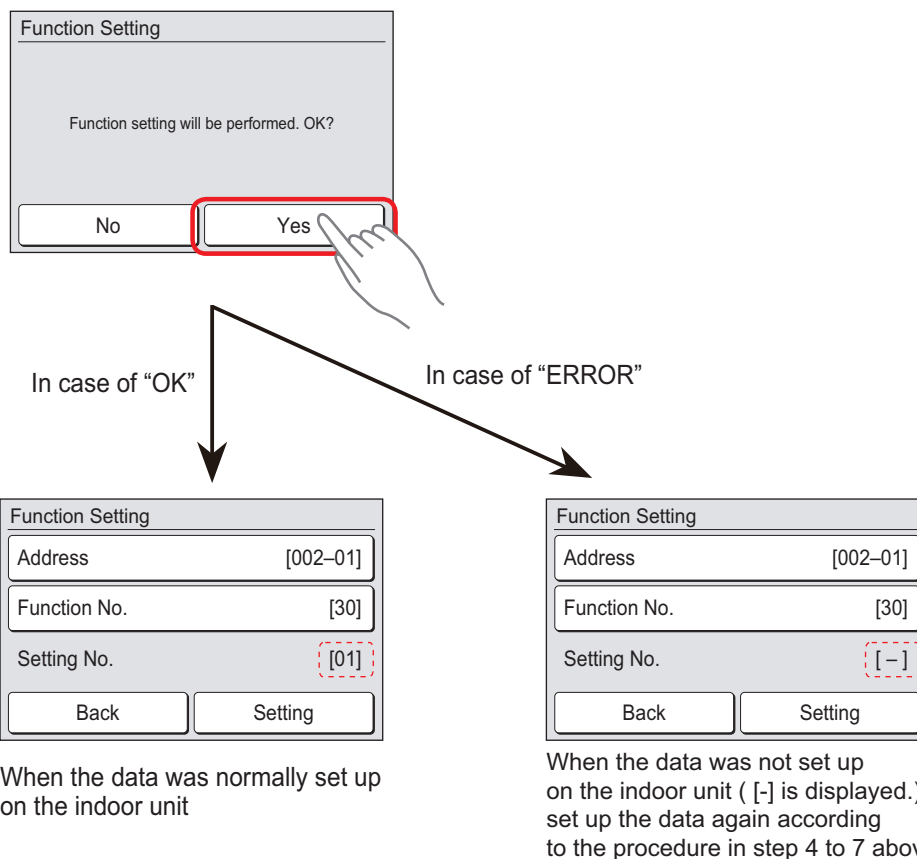 Function Setting
Function setting will be performed. OK?
No
Yes
In case of “OK”
In case of “ERROR”
Function Setting
Address [002–01]
Function No. [30]
Setting No. [01]
Back Setting
When the data was normally set up
on the indoor unit
Function Setting
Address [002–01]
Function No. [30]
Setting No. [ – ]
Back Setting
When the data was not set up
on the indoor unit ( [-] is displayed.)
set up the data again according
to the procedure in step 4 to 7